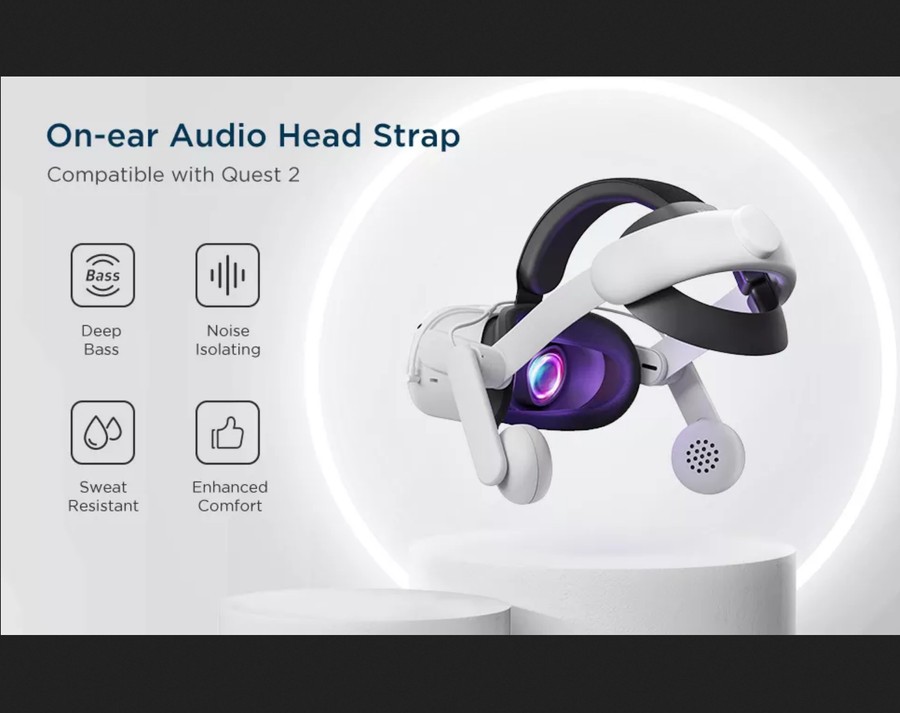 On-ear Audio Head Strap
Compatible with Quest 2
Bass
Deep
Bass
Noise
Isolating
Sweat
Resistant
Enhanced
Comfort